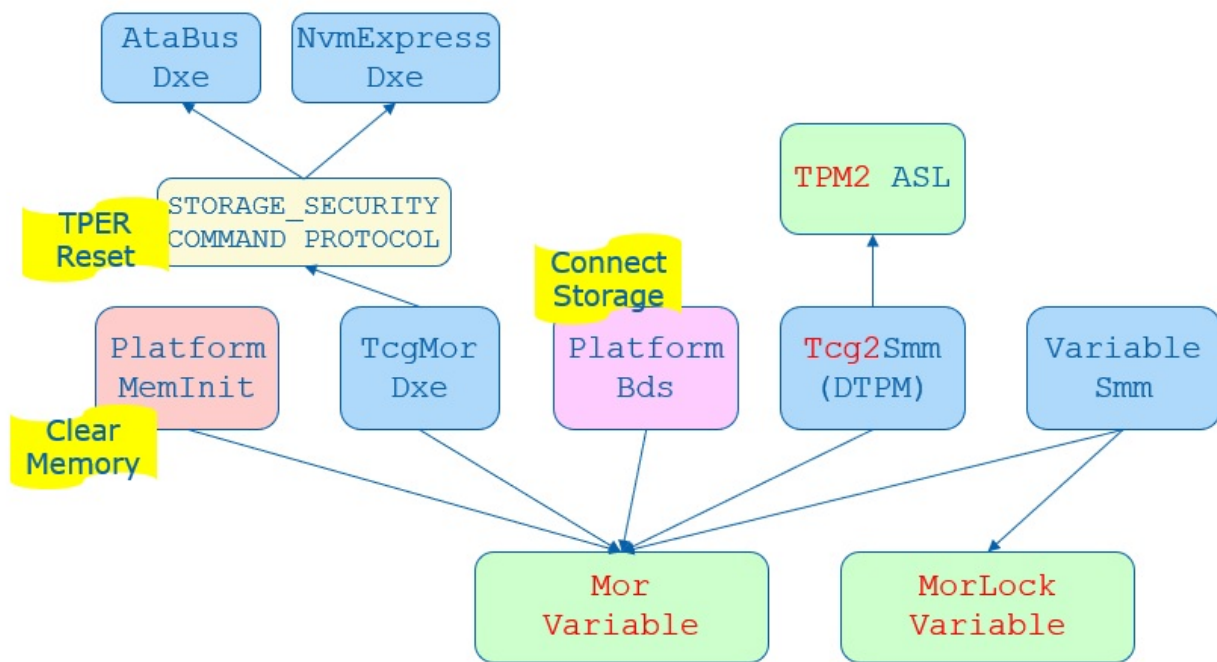 AtaBus
Dxe
NvmExpress
Dxe
TPM2 ASL
TPER
Reset
STORAGE_SECURITY
COMMAND PROTOCOL
Connect
Storage
Platform
MemInit
TcgMor
Dxe
Platform
Bds
Tcg2Smm
(DTPM)
Variable
Smm
Clear
Memory
Mor
Variable
MorLock
Variable